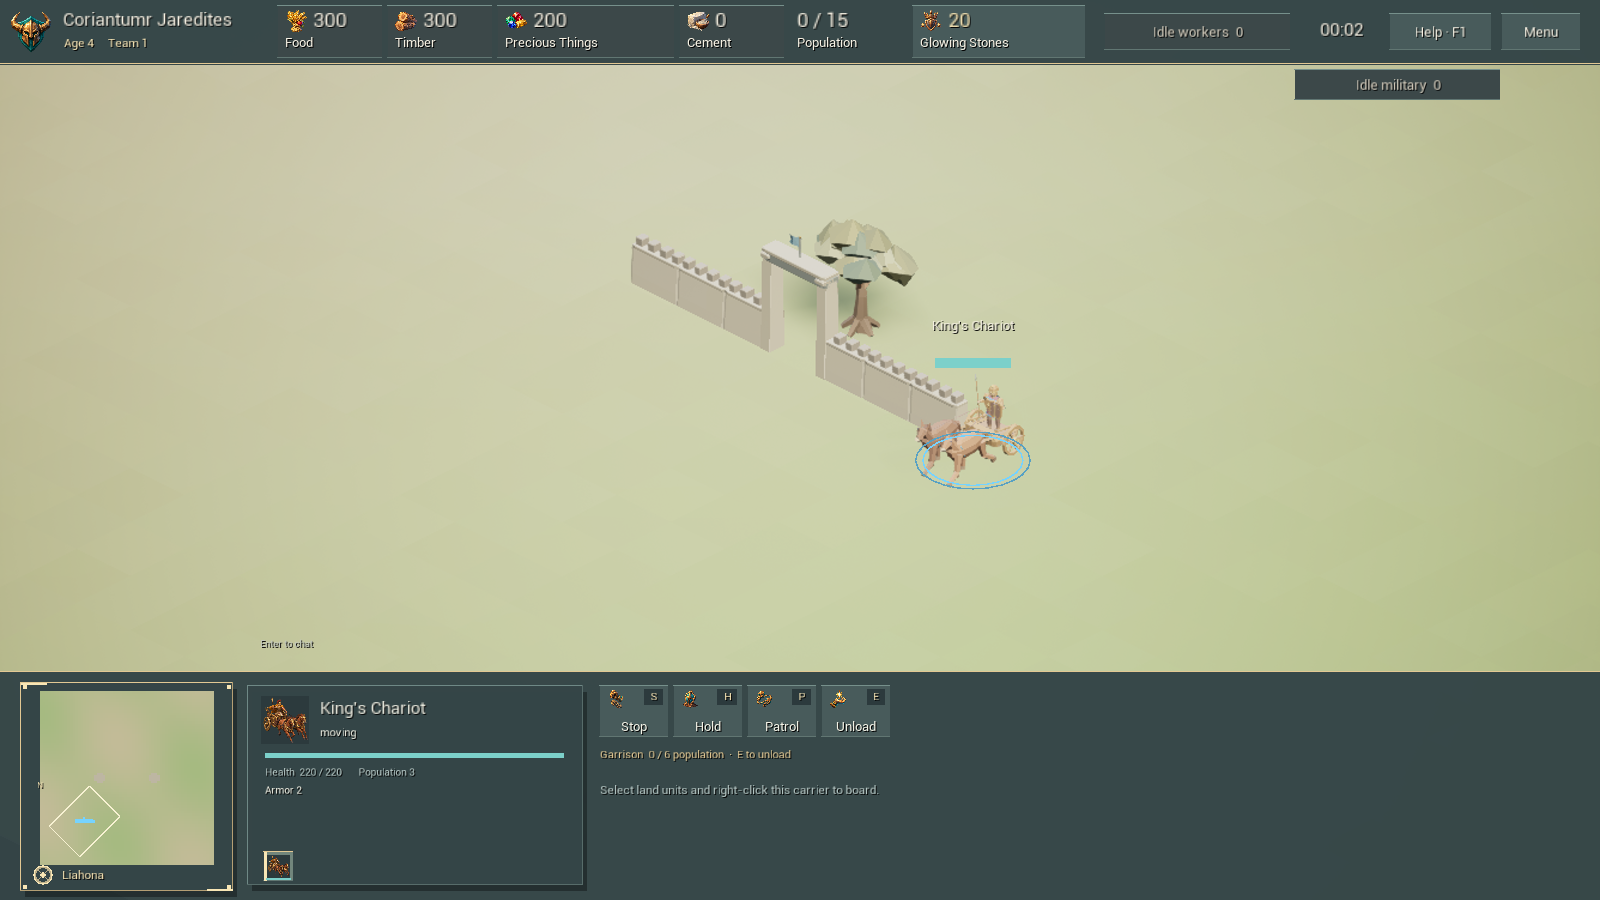 Coriantumr Jaredites
Age 4 Team 1
300
Food
300
Timber
200
Precious Things
0
Cement
0 / 15
Population
20
Glowing Stones
Idle workers 0
00:02
Help · F1
Menu
Idle military 0
King's Chariot
Enter to chat
N
Liahona
King's Chariot
moving
Health 220 / 220 Population 3
Armor 2
S
Stop
H
Hold
P
Patrol
E
Unload
Garrison 0 / 6 population · E to unload
Select land units and right-click this carrier to board.